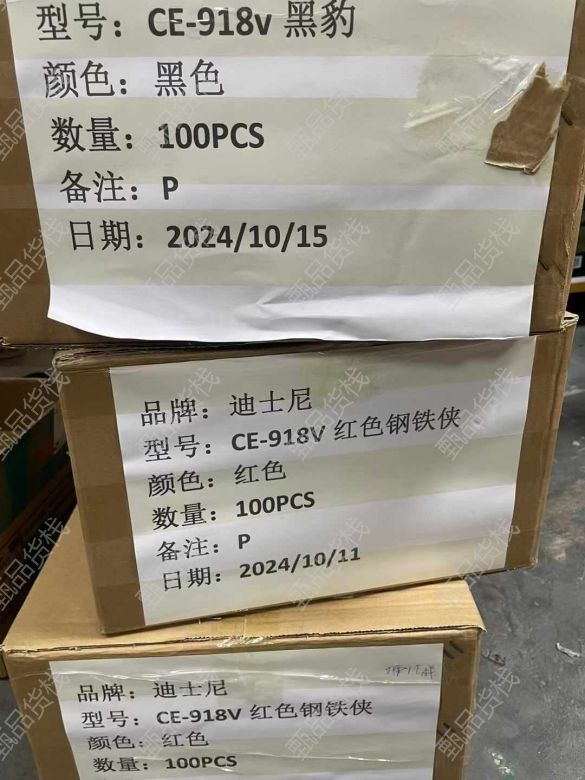 型号：CE-918v 黑豹
颜色：黑色
数量：100PCS
备注：P
日期：2024/10/15
品牌：迪士尼
型号：CE-918V 红色钢铁侠
颜色：红色
数量：100PCS
备注：P
日期：2024/10/11
品牌：迪士尼
型号：CE-918V 红色钢铁侠
颜色：红色
数量：100PCS
甄品货栈